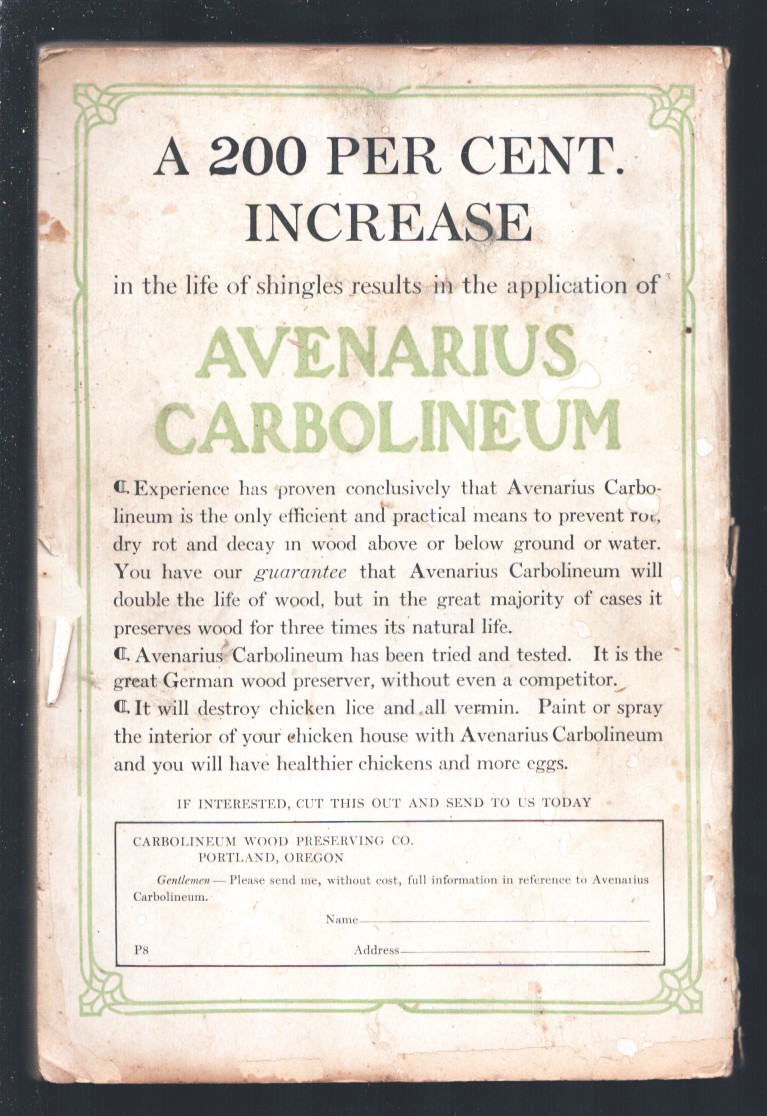 A 200 PER CENT.
INCREASE
in the life of shingles results in the application of
AVENARIUS
CARBOLINEUM
⁋ Experience has proven conclusively that Avenarius Carbo-
lineum is the only efficient and practical means to prevent rot,
dry rot and decay in wood above or below ground or water.
You have our guarantee that Avenarius Carbolineum will
double the life of wood, but in the great majority of cases it
preserves wood for three times its natural life.
⁋ Avenarius Carbolineum has been tried and tested. It is the
great German wood preserver, without even a competitor.
⁋ It will destroy chicken lice and all vermin. Paint or spray
the interior of your chicken house with Avenarius Carbolineum
and you will have healthier chickens and more eggs.
IF INTERESTED, CUT THIS OUT AND SEND TO US TODAY
CARBOLINEUM WOOD PRESERVING CO.
PORTLAND, OREGON
Gentlemen — Please send me, without cost, full information in reference to Avenarius
Carbolineum.
Name
P8 Address